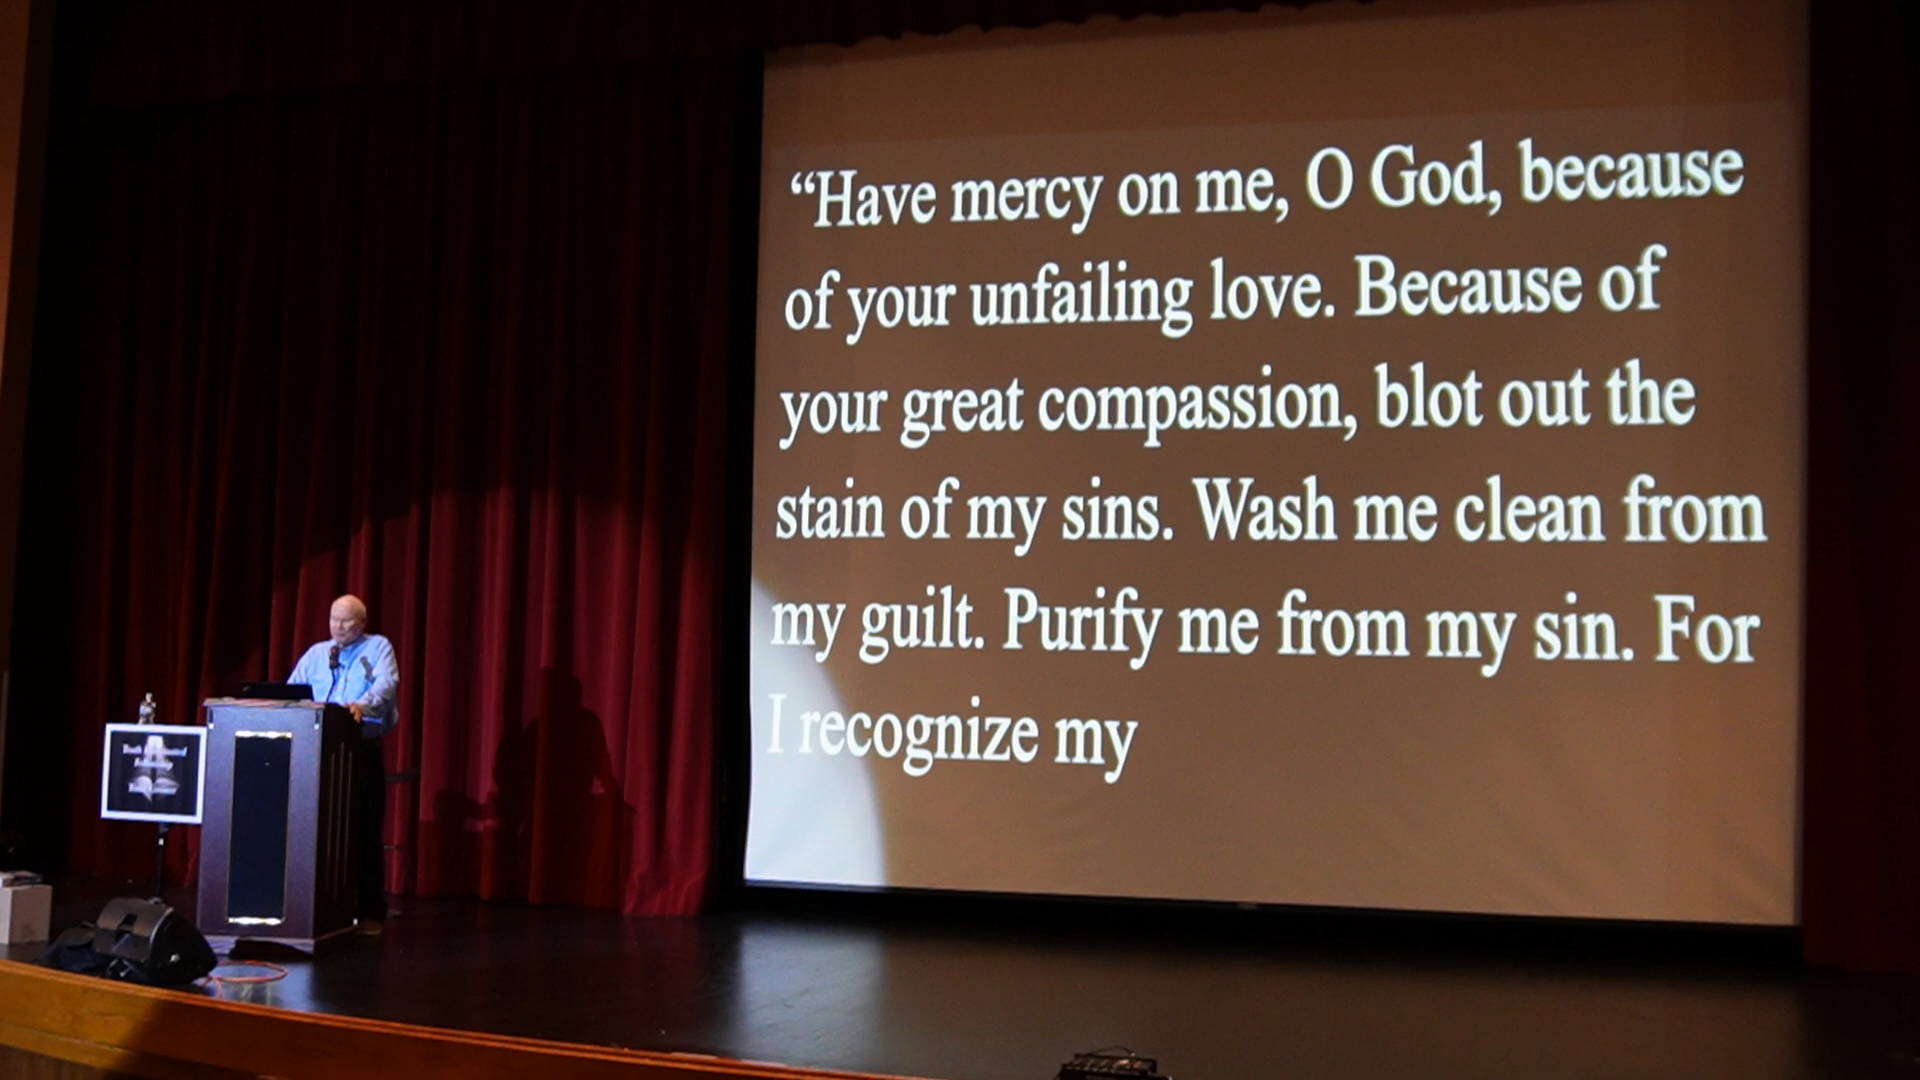 “Have mercy on me, O God, because
of your unfailing love. Because of
your great compassion, blot out the
stain of my sins. Wash me clean from
my guilt. Purify me from my sin. For
I recognize my
Truth